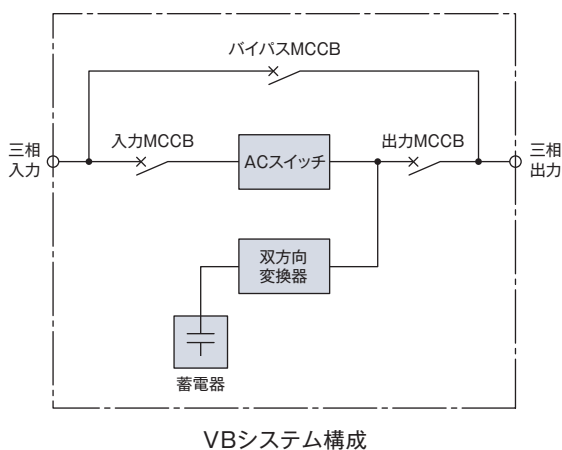 バイパスMCCB
入力MCCB
出力MCCB
三相
入力
ACスイッチ
三相
出力
双方向
変換器
蓄電器
VBシステム構成